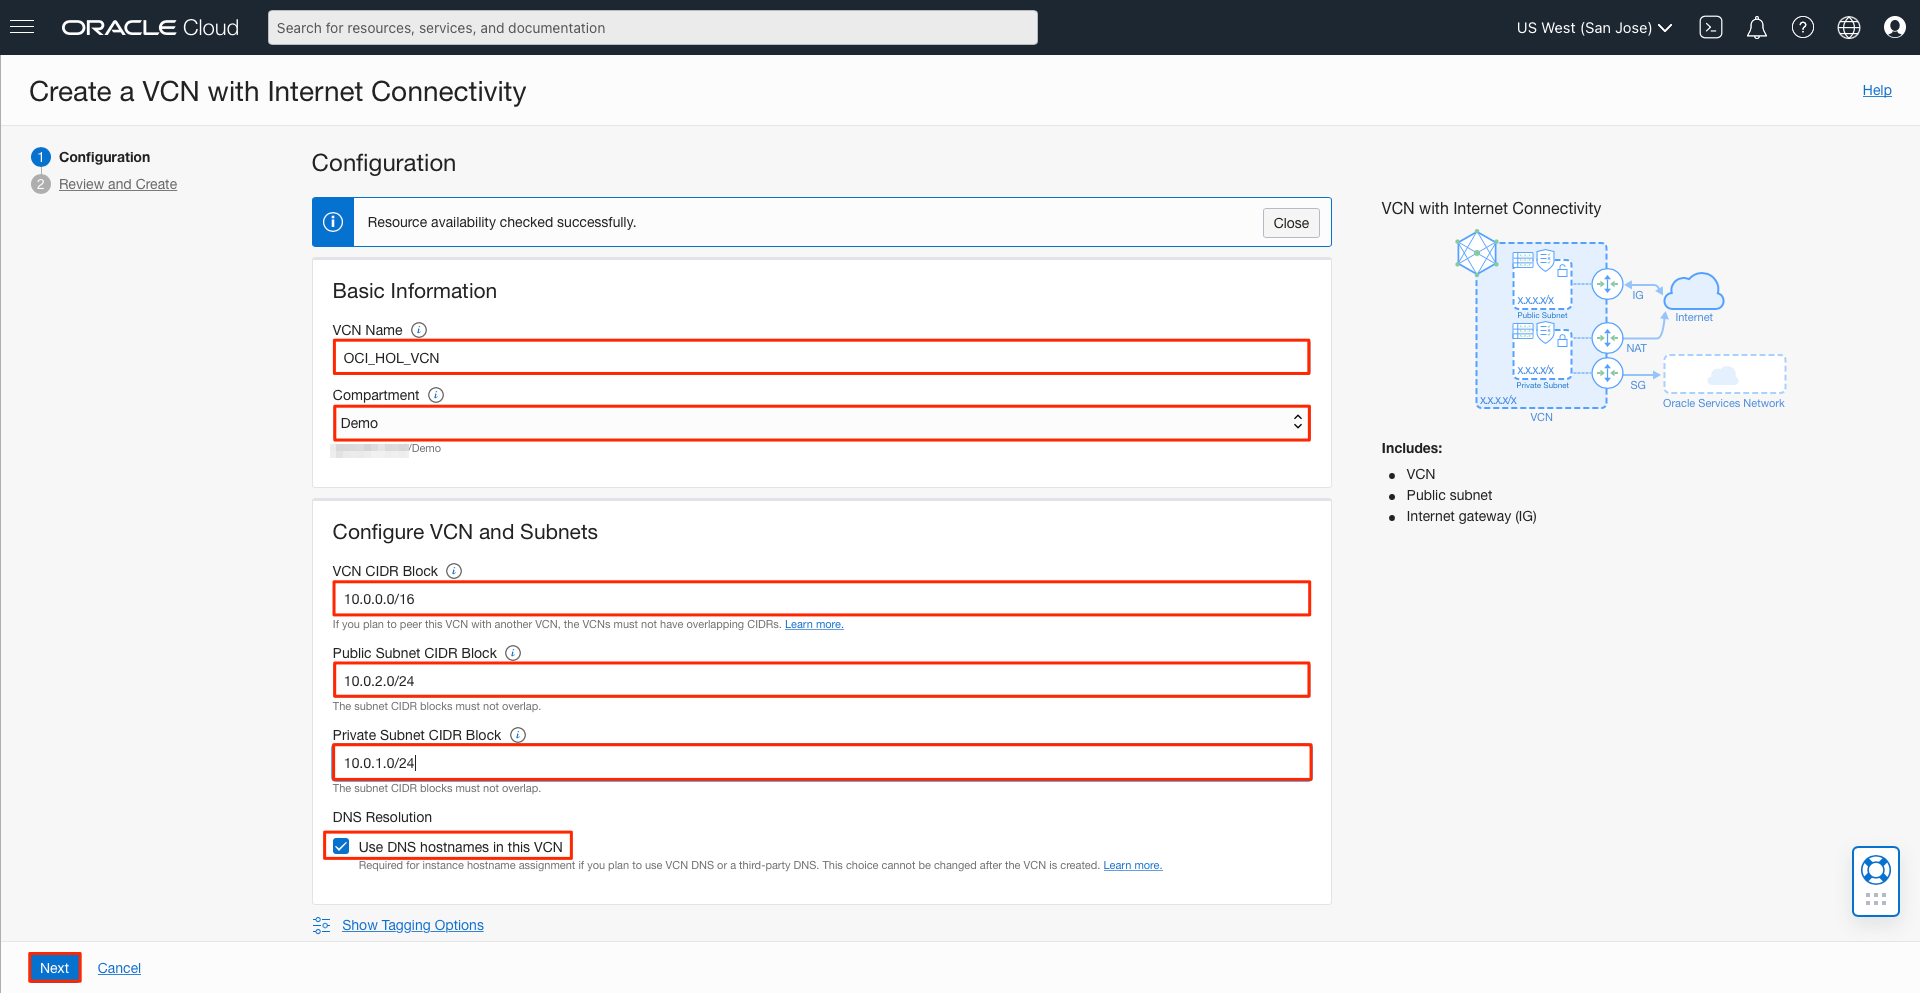 ORACLE Cloud
Search for resources, services, and documentation
US West (San Jose)
Create a VCN with Internet Connectivity
Help
1 Configuration
2 Review and Create
Configuration
Resource availability checked successfully.
Close
Basic Information
VCN Name
OCI_HOL_VCN
Compartment
Demo
/Demo
Configure VCN and Subnets
VCN CIDR Block
10.0.0.0/16
If you plan to peer this VCN with another VCN, the VCNs must not have overlapping CIDRs. Learn more.
Public Subnet CIDR Block
10.0.2.0/24
The subnet CIDR blocks must not overlap.
Private Subnet CIDR Block
10.0.1.0/24
The subnet CIDR blocks must not overlap.
DNS Resolution
Use DNS hostnames in this VCN
Required for instance hostname assignment if you plan to use VCN DNS or a third-party DNS. This choice cannot be changed after the VCN is created. Learn more.
Show Tagging Options
Next
Cancel
VCN with Internet Connectivity
X.X.X.X/X
Public Subnet
IG
Internet
NAT
X.X.X.X/X
Private Subnet
SG
X.X.X.X/X
Oracle Services Network
VCN
Includes:
VCN
Public subnet
Internet gateway (IG)